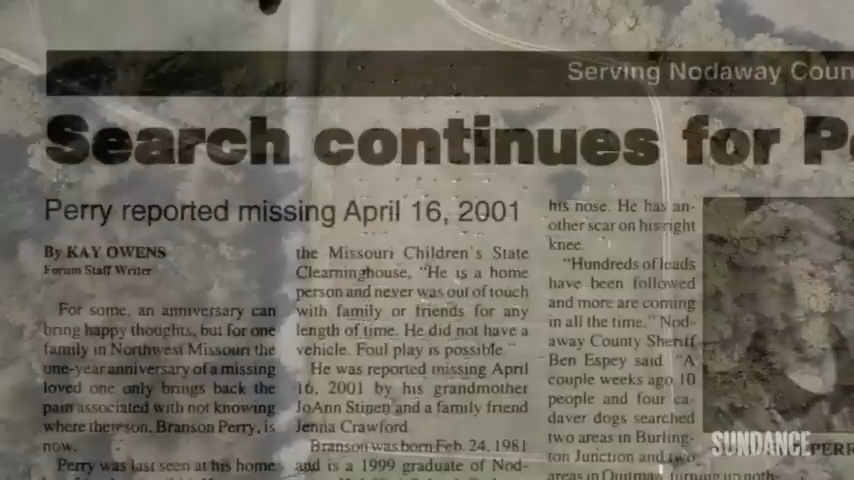 Serving Nodaway Coun
Search continues for P
Perry reported missing April 16, 2001
By KAY OWENS
Forum Staff Writer
For some, an anniversary can
bring happy thoughts, but for one
family in Northwest Missouri the
one-year anniversary of a missing
loved one only brings back the
pain associated with not knowing
where their son, Branson Perry, is
now.
Perry was last seen at his home
the Missouri Children's State
Clearninghouse, "He is a home
person and never was out of touch
with family or friends for any
length of time. He did not have a
vehicle. Foul play is possible."
He was reported missing April
16, 2001 by his grandmother
JoAnn Stinen and a family friend
Jenna Crawford.
Branson was born Feb. 24, 1981
and is a 1999 graduate of Nod-
his nose. He has an-
other scar on his right
knee.
"Hundreds of leads
have been followed
and more are coming
in all the time." Nod-
away County Sheriff
Ben Espey said. "A
couple weeks ago 10
people and four ca-
daver dogs searched
two areas in Burling-
ton Junction and two
areas in Quitman, turning up noth-
PERR
SUNDANCE